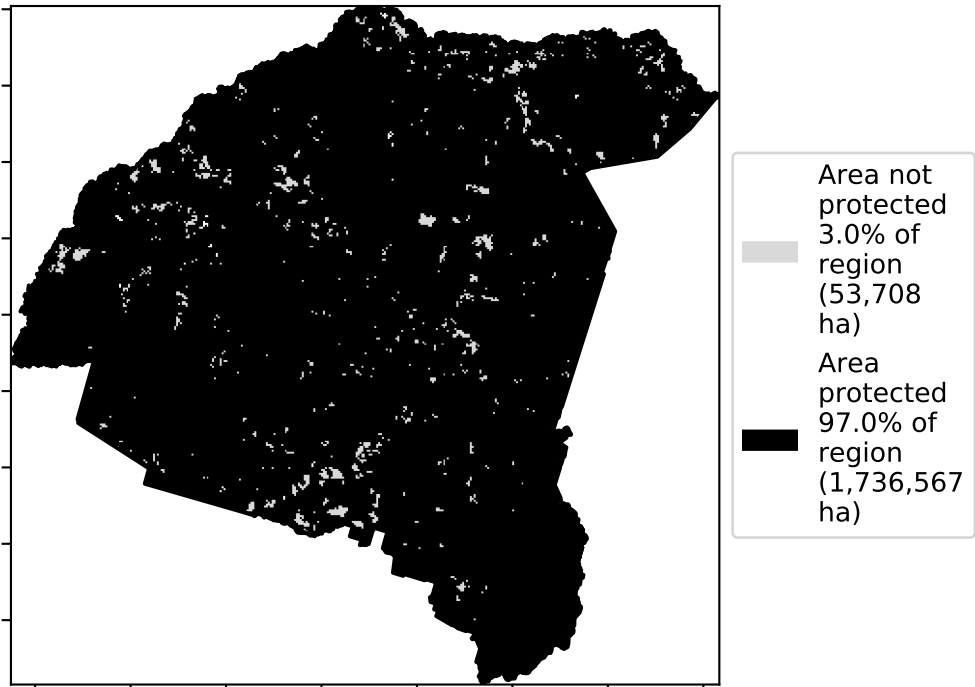 Area not
protected
3.0% of
region
(53,708
ha)
Area
protected
97.0% of
region
(1,736,567
ha)